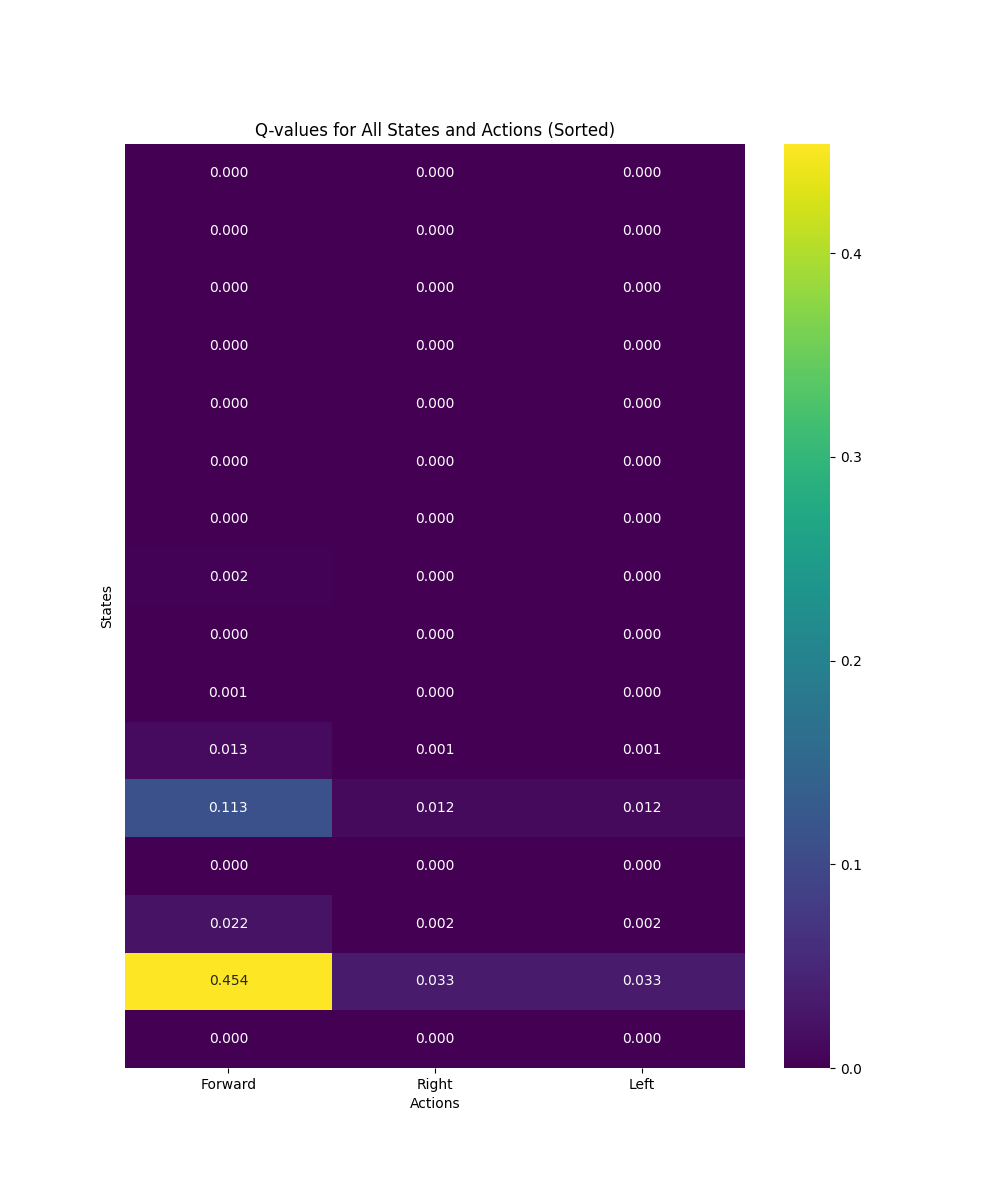 Q-values for All States and Actions (Sorted)
0.000 0.000 0.000
0.000 0.000 0.000
0.000 0.000 0.000
0.000 0.000 0.000
0.000 0.000 0.000
0.000 0.000 0.000
0.000 0.000 0.000
0.002 0.000 0.000
0.000 0.000 0.000
0.001 0.000 0.000
0.013 0.001 0.001
0.113 0.012 0.012
0.000 0.000 0.000
0.022 0.002 0.002
0.454 0.033 0.033
0.000 0.000 0.000
States
Forward Right Left
Actions
0.4
0.3
0.2
0.1
0.0